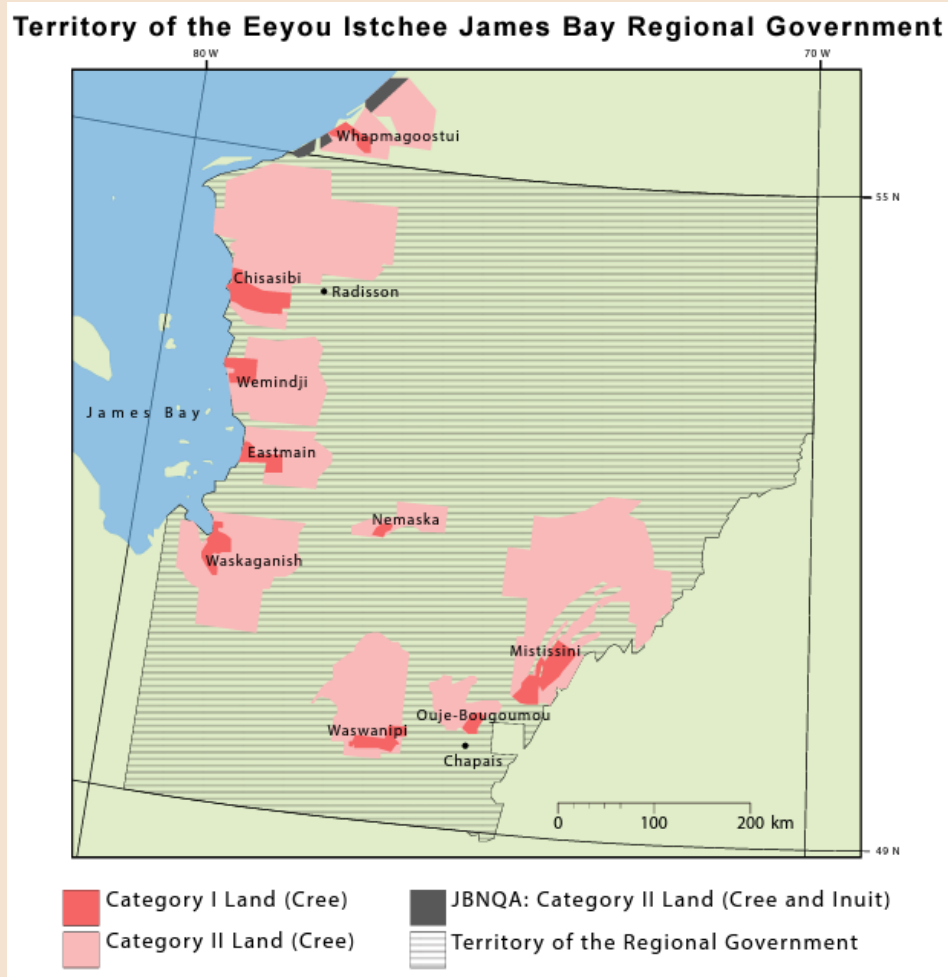 Territory of the Eeyou Istchee James Bay Regional Government
80 W
70 W
Whapmagoostui
55 N
Chisasibi
Radisson
Wemindji
James Bay
Eastmain
Nemaska
Waskaganish
Mistissini
Ouje-Bougoumou
Waswanipi
Chapais
0 100 200 km
49 N
Category I Land (Cree)
JBNQA: Category II Land (Cree and Inuit)
Category II Land (Cree)
Territory of the Regional Government